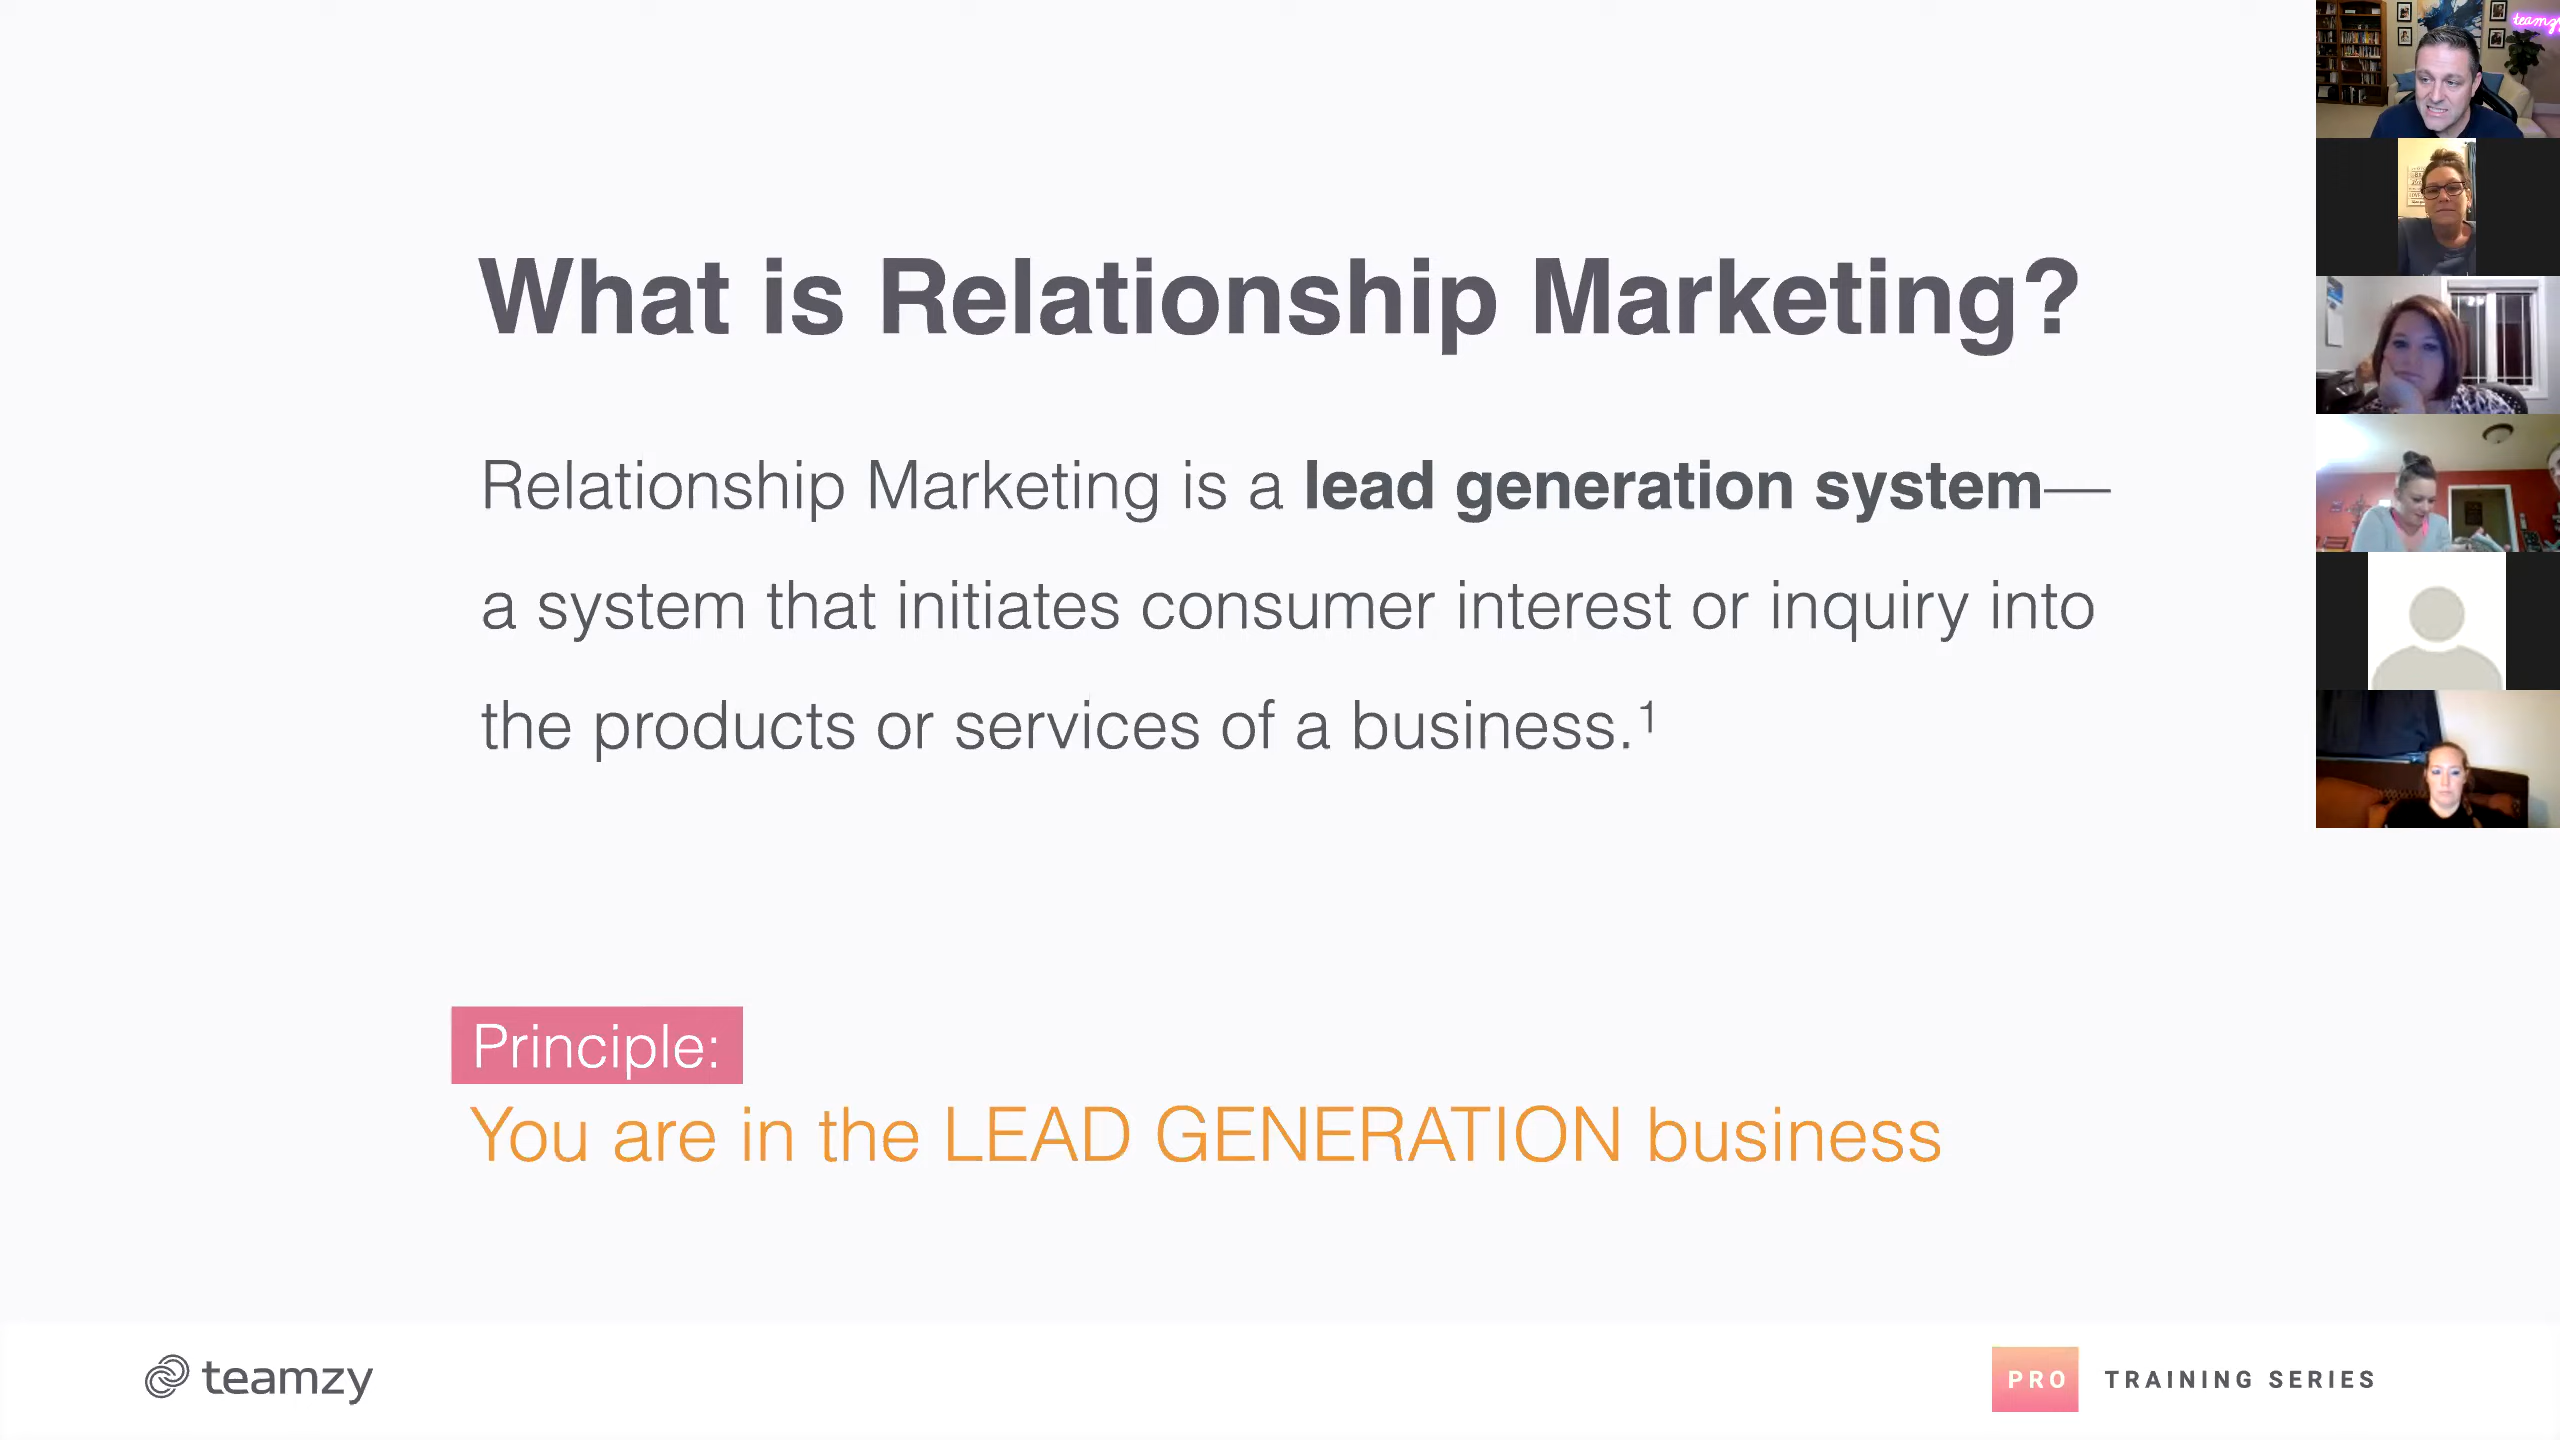 What is Relationship Marketing?
Relationship Marketing is a lead generation system—
a system that initiates consumer interest or inquiry into
the products or services of a business.¹
Principle:
You are in the LEAD GENERATION business
teamzy
PRO TRAINING SERIES